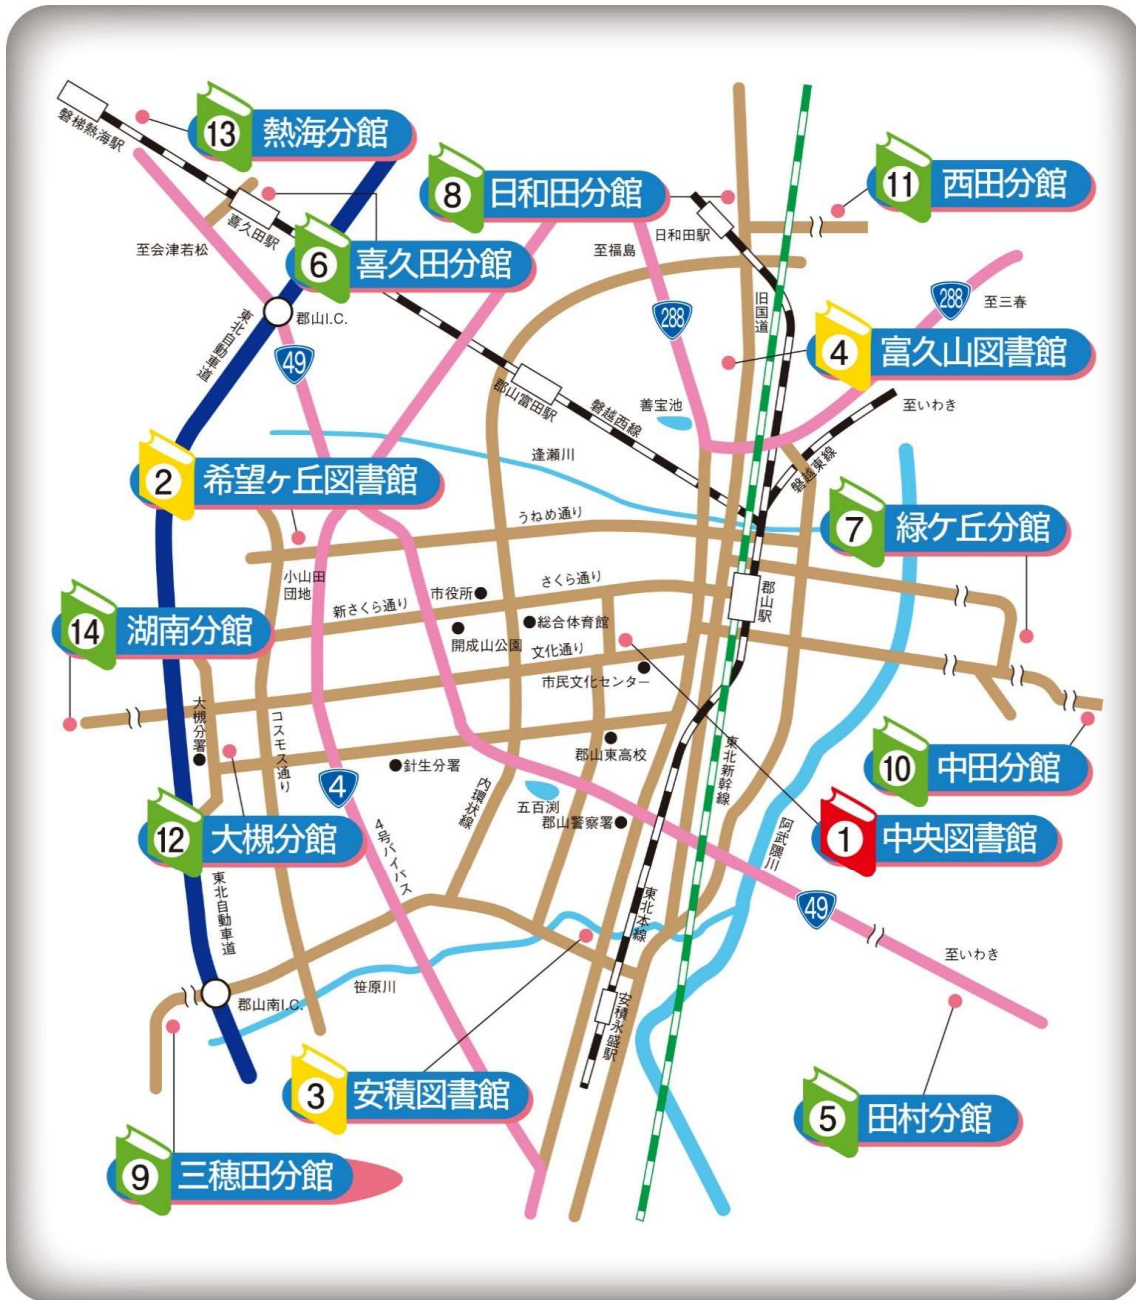 13
熱海分館
磐梯熱海駅
8
日和田分館
11
西田分館
喜久田駅
至会津若松
6
喜久田分館
至福島
日和田駅
郡山I.C.
東北自動車道
49
288
旧国道
288
至三春
4
富久山図書館
郡山富田駅
磐越西線
善宝池
至いわき
磐越東線
逢瀬川
2
希望ヶ丘図書館
うねめ通り
7
緑ケ丘分館
小山田
団地
市役所
さくら通り
新さくら通り
郡山駅
14
湖南分館
総合体育館
開成山公園
文化通り
市民文化センター
大槻分署
コスモス通り
郡山東高校
東北新幹線
針生分署
4
内環状線
五百渕
郡山警察署
10
中田分館
12
大槻分館
4号バイパス
阿武隈川
1
中央図書館
東北自動車道
東北本線
49
至いわき
笹原川
郡山南I.C.
安積永盛駅
3
安積図書館
5
田村分館
9
三穂田分館